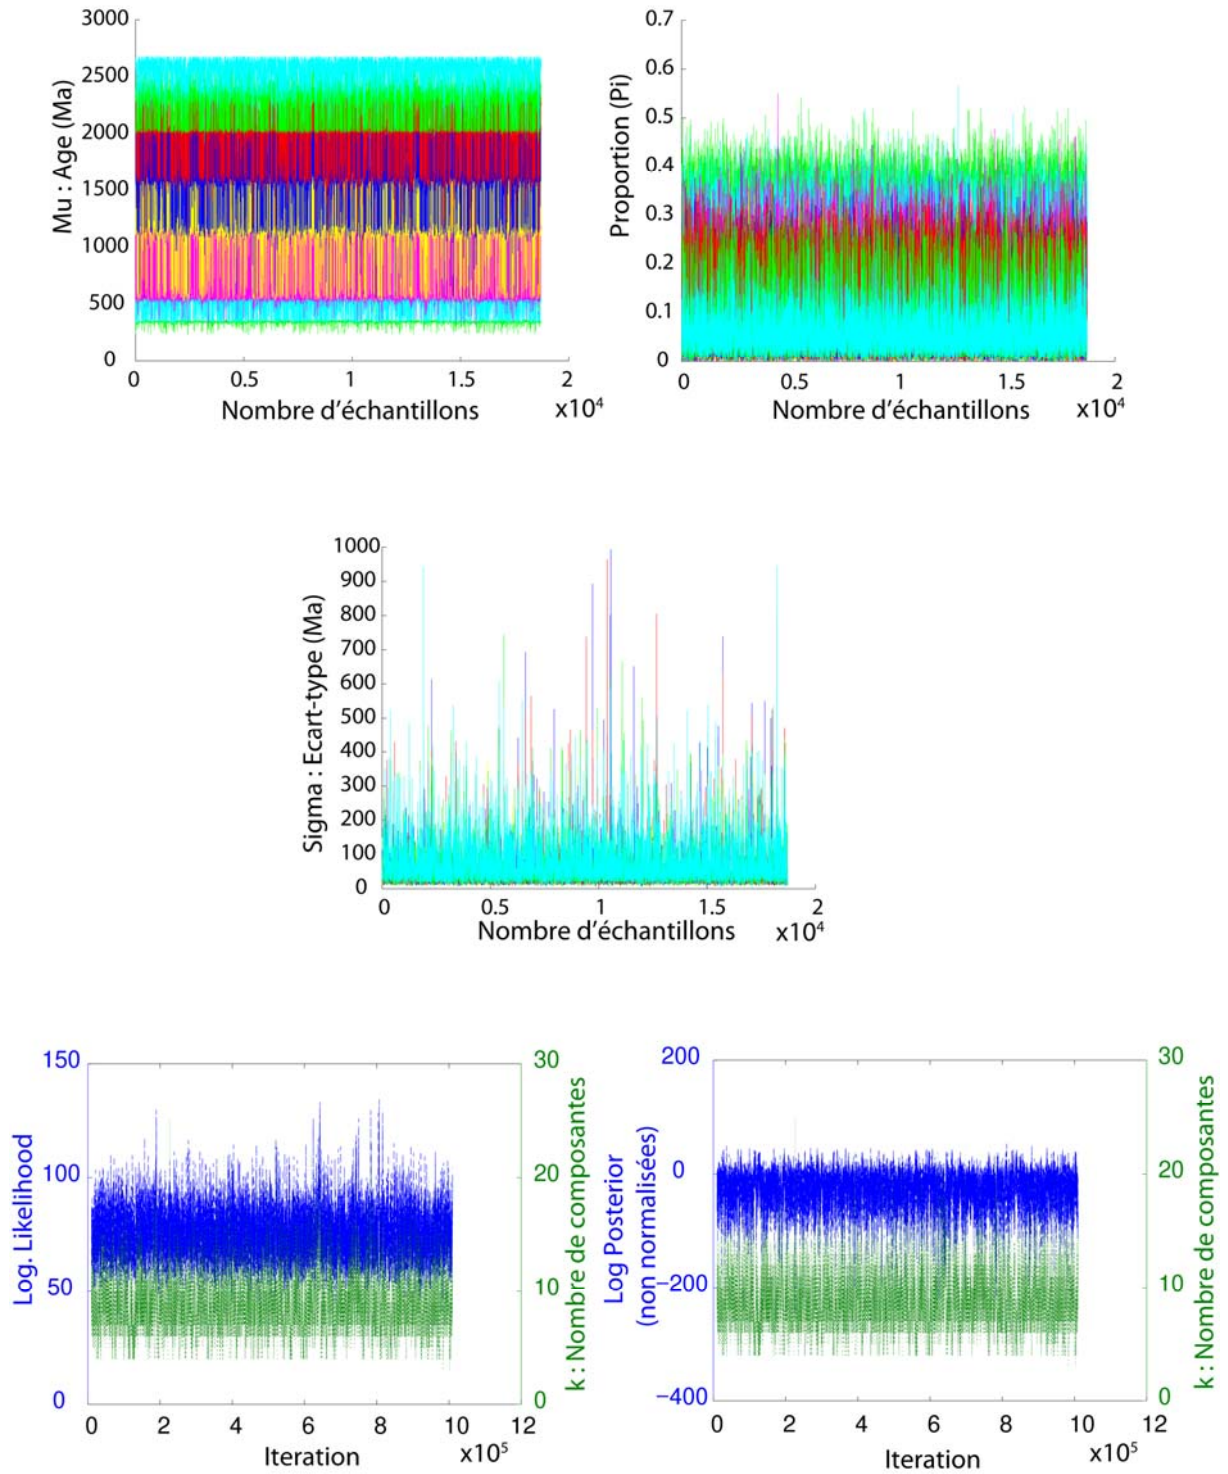 Mu : Age (Ma)
3000
2500
2000
1500
1000
500
0
0 0.5 1 1.5 2
Nombre d'échantillons x10⁴
Proportion (Pi)
0.7
0.6
0.5
0.4
0.3
0.2
0.1
0
0 0.5 1 1.5 2
Nombre d'échantillons x10⁴
Sigma : Ecart-type (Ma)
1000
900
800
700
600
500
400
300
200
100
0
0 0.5 1 1.5 2
Nombre d'échantillons x10⁴
Log. Likelihood
150
100
50
0
30
20
10
0
k : Nombre de composantes
0 2 4 6 8 10 12
Iteration x10⁵
Log Posterior
(non normalisées)
200
0
−200
−400
30
20
10
0
k : Nombre de composantes
0 2 4 6 8 10 12
Iteration x10⁵